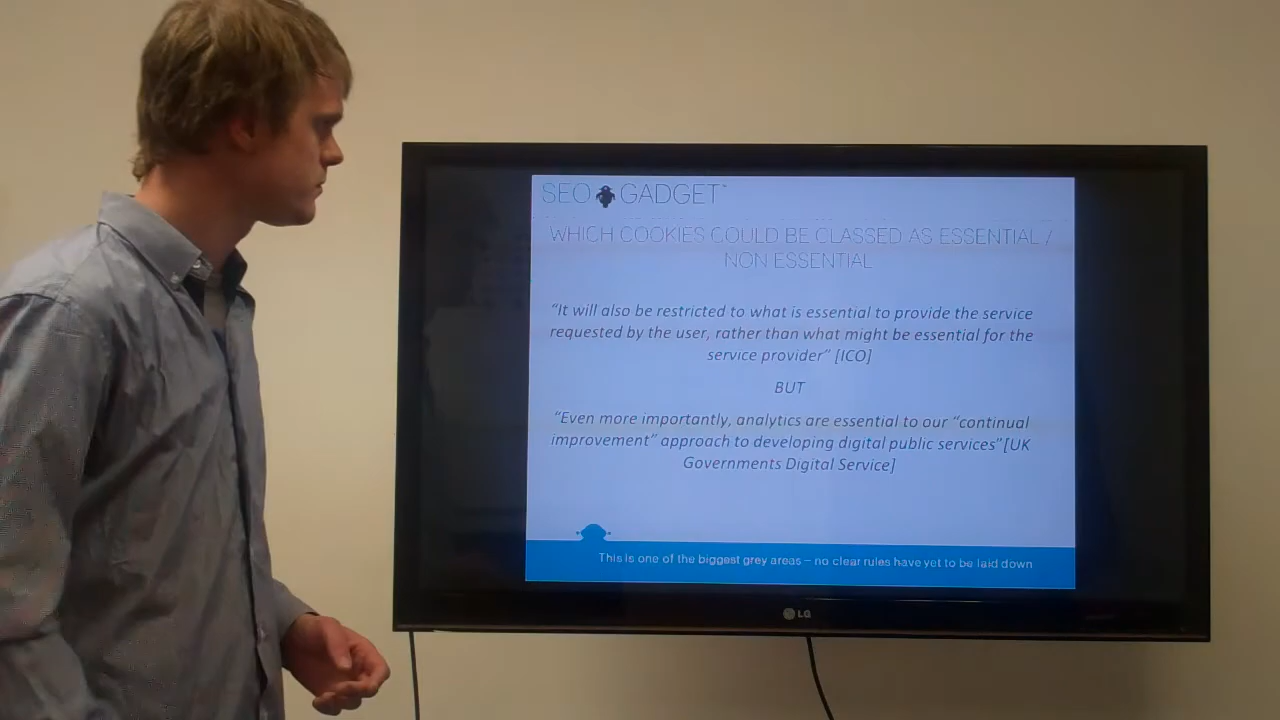 SEO GADGET™
WHICH COOKIES COULD BE CLASSED AS ESSENTIAL /
NON ESSENTIAL
“It will also be restricted to what is essential to provide the service
requested by the user, rather than what might be essential for the
service provider” [ICO]
BUT
“Even more importantly, analytics are essential to our “continual
improvement” approach to developing digital public services”[UK
Governments Digital Service]
This is one of the biggest grey areas – no clear rules have yet to be laid down
LG